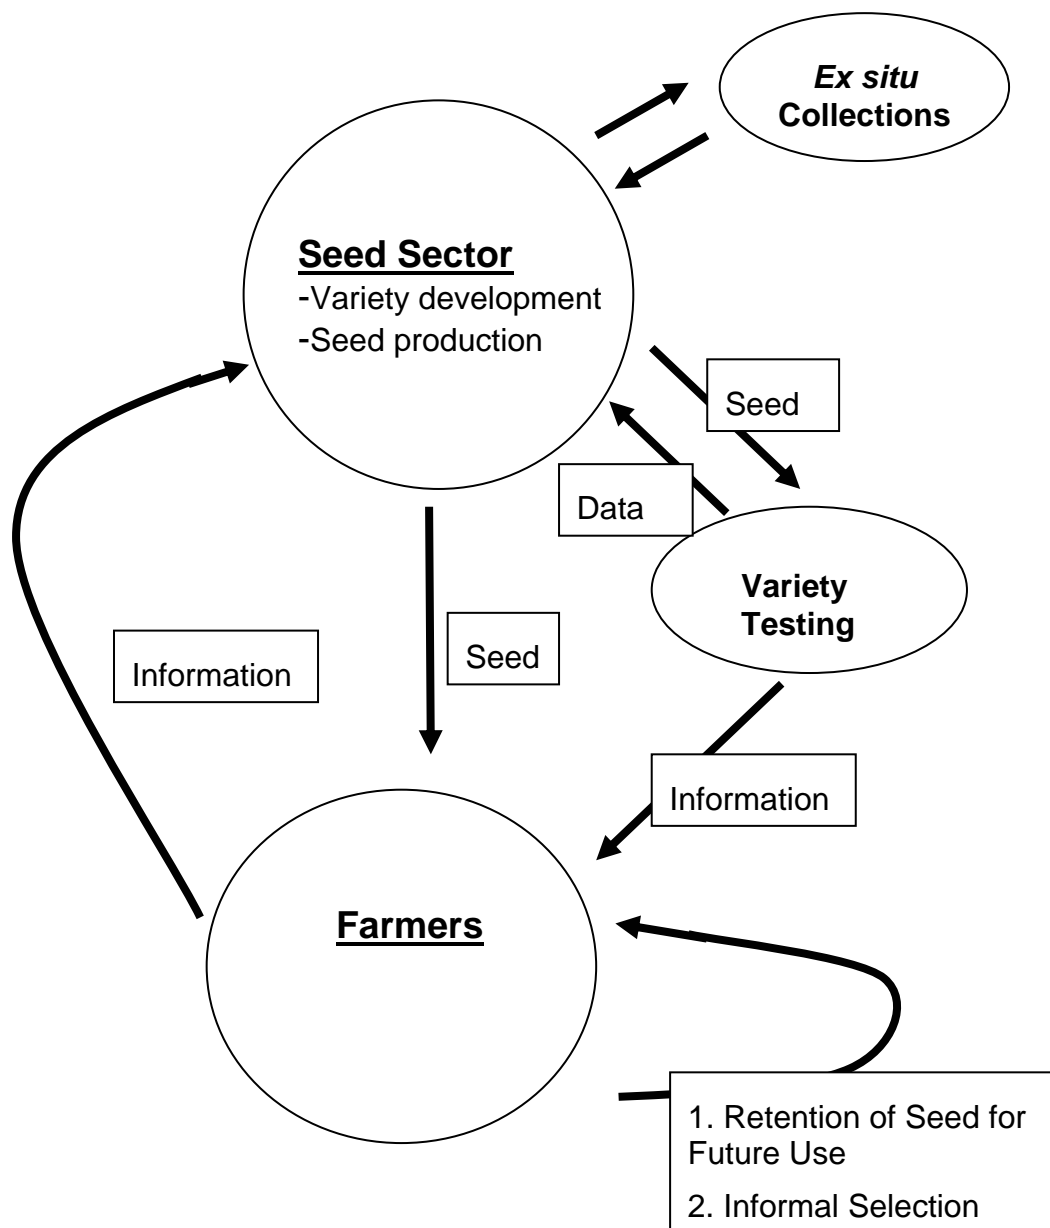 Ex situ
Collections
Seed Sector
-Variety development
-Seed production
Seed
Data
Variety
Testing
Information
Seed
Information
Farmers
1. Retention of Seed for
Future Use
2. Informal Selection